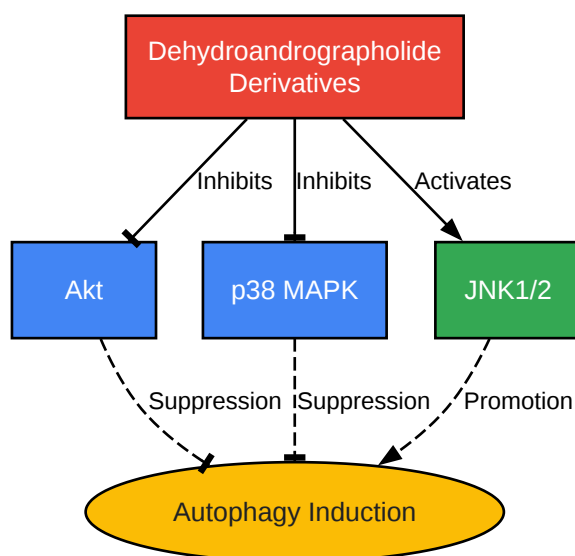 Dehydroandrographolide
Derivatives
Inhibits
Inhibits
Activates
Akt
p38 MAPK
JNK1/2
Suppression
Suppression
Promotion
Autophagy Induction